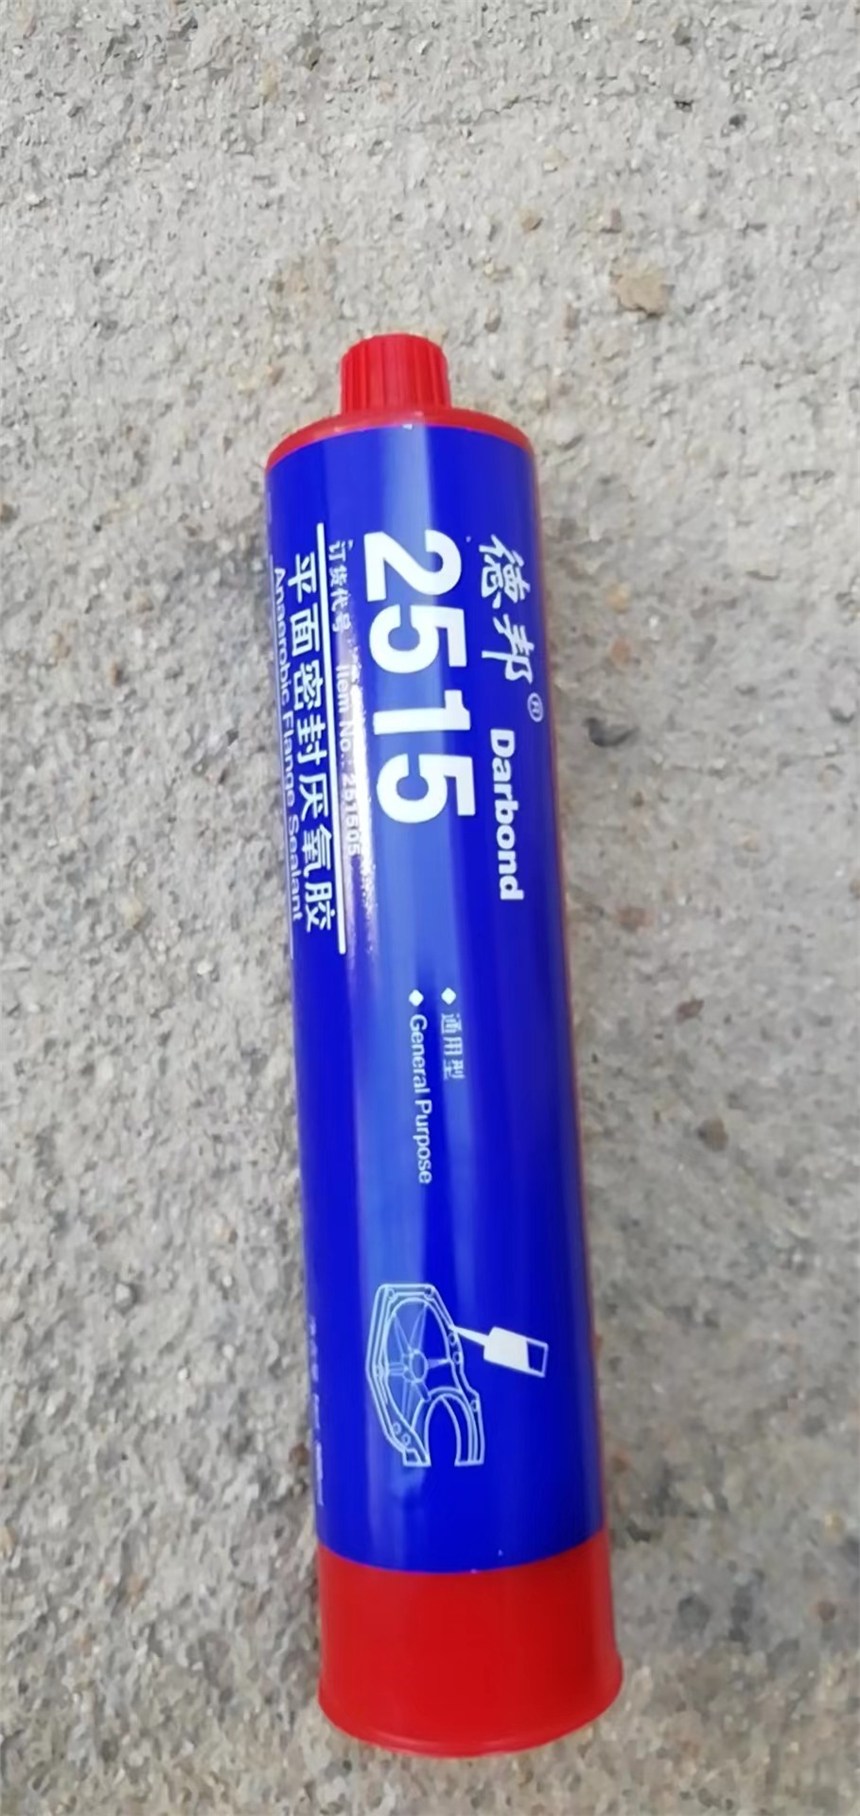 德邦® Darbond
2515
订货代号 Item No.: 251505
平面密封厌氧胶
Anaerobic Flange Sealant
◆ 通用型
◆ General Purpose